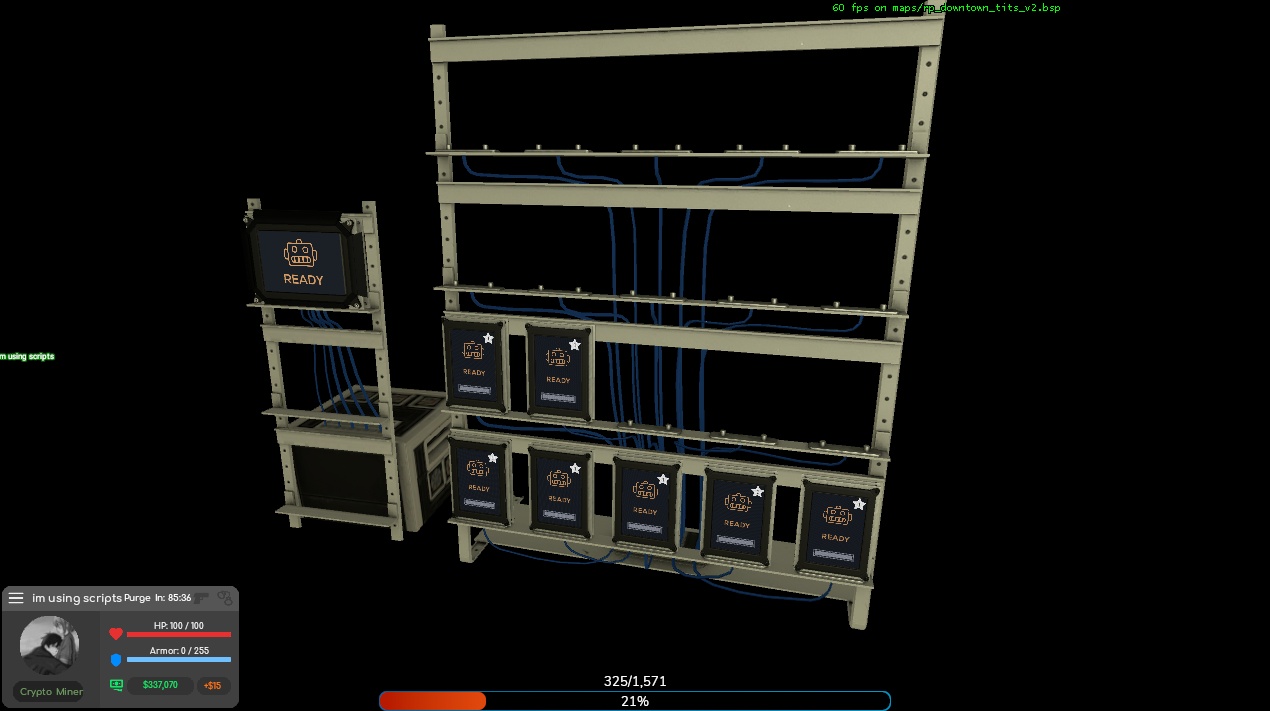 60 fps on maps/rp_downtown_tits_v2.bsp
READY
m using scripts
READY
READY
READY
READY
READY
READY
READY
im using scripts Purge In: 85:36
HP: 100 / 100
Armor: 0 / 255
$337,070 +$15
Crypto Miner
325/1,571
21%